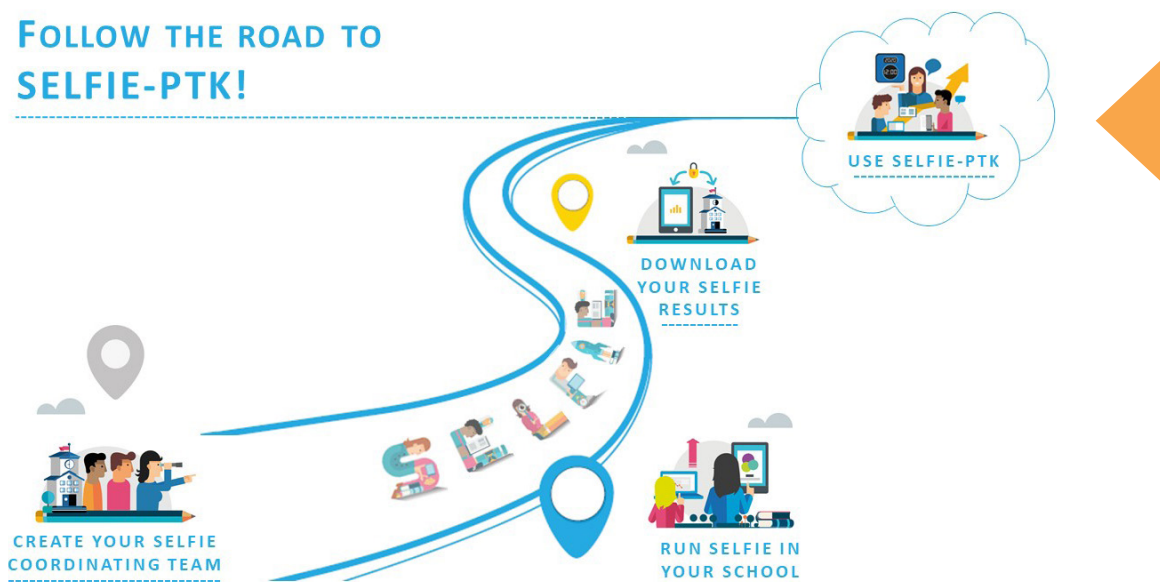 FOLLOW THE ROAD TO
SELFIE-PTK!
USE SELFIE-PTK
DOWNLOAD
YOUR SELFIE
RESULTS
SELFIE
CREATE YOUR SELFIE
COORDINATING TEAM
RUN SELFIE IN
YOUR SCHOOL